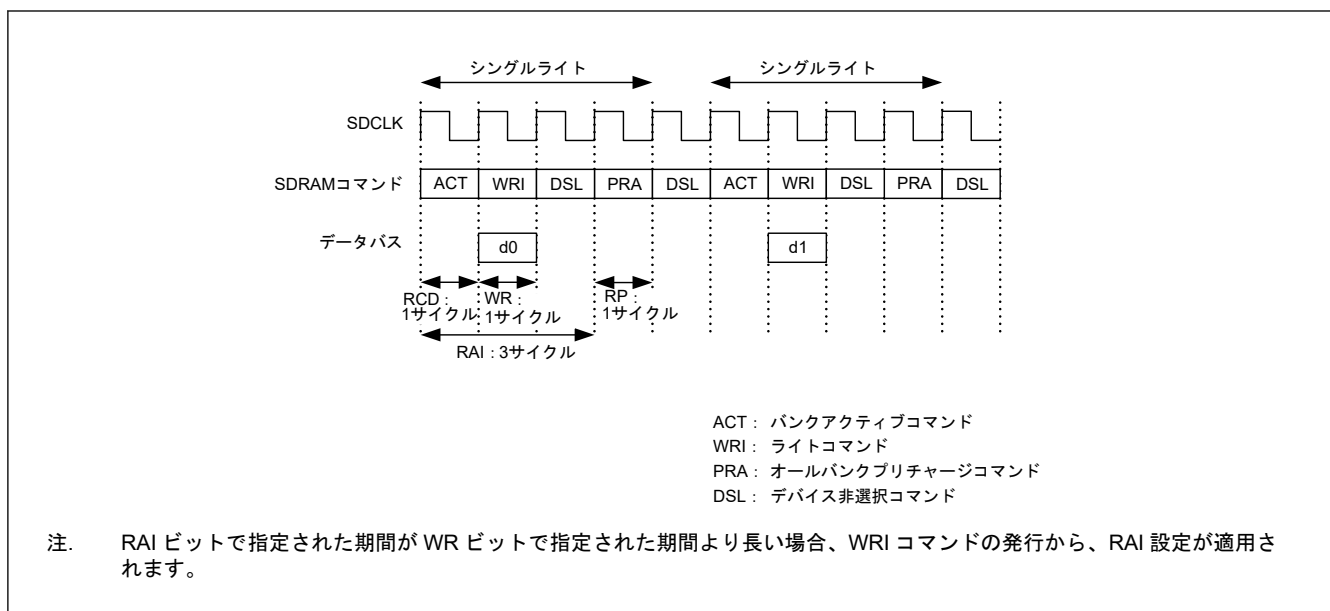 シングルライト シングルライト
SDCLK
SDRAMコマンド ACT WRI DSL PRA DSL ACT WRI DSL PRA DSL
データバス d0 d1
RCD : WR : RP :
1サイクル 1サイクル 1サイクル
RAI : 3サイクル
ACT : バンクアクティブコマンド
WRI : ライトコマンド
PRA : オールバンクプリチャージコマンド
DSL : デバイス非選択コマンド
注. RAI ビットで指定された期間が WR ビットで指定された期間より長い場合、WRI コマンドの発行から、RAI 設定が適用さ
れます。